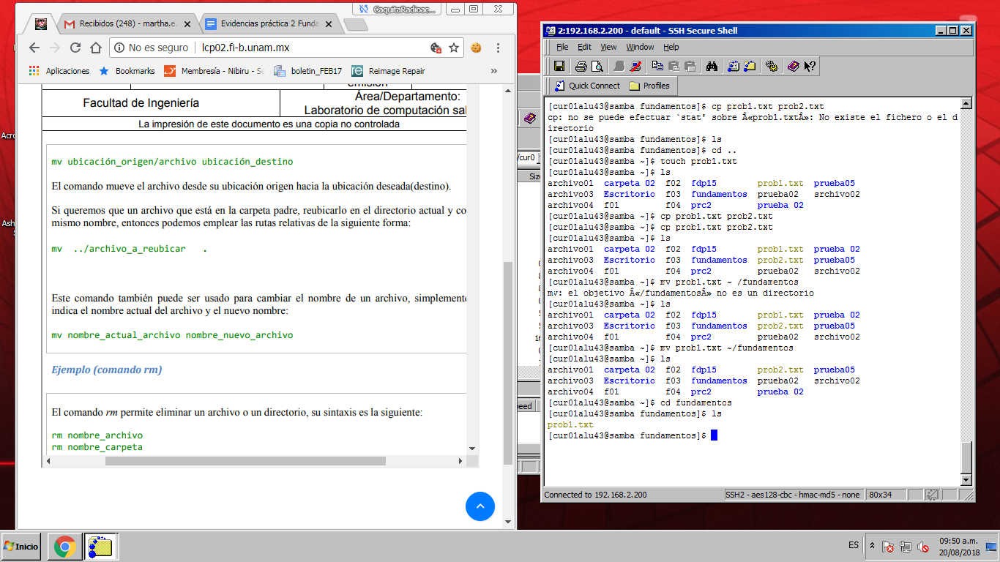 CaquitaRadioac...
Recibidos (248) - martha.e.
Evidencias práctica 2 Funda
No es seguro
lcp02.fi-b.unam.mx
Aplicaciones
Bookmarks
Membresía - Nibiru - Sc
boletin_FEB17
Reimage Repair
»
emisión
Facultad de Ingeniería
Área/Departamento:
Laboratorio de computación sal
La impresión de este documento es una copia no controlada
mv ubicación_origen/archivo ubicación_destino
El comando mueve el archivo desde su ubicación origen hacia la ubicación deseada(destino).
Si queremos que un archivo que está en la carpeta padre, reubicarlo en el directorio actual y co
mismo nombre, entonces podemos emplear las rutas relativas de la siguiente forma:
mv ../archivo_a_reubicar .
Este comando también puede ser usado para cambiar el nombre de un archivo, simplemente
indica el nombre actual del archivo y el nuevo nombre:
mv nombre_actual_archivo nombre_nuevo_archivo
Ejemplo (comando rm)
El comando rm permite eliminar un archivo o un directorio, su sintaxis es la siguiente:
rm nombre_archivo
rm nombre_carpeta
Acro
Ash
/cur0
Size
peed
2:192.168.2.200 - default - SSH Secure Shell
File Edit View Window Help
Quick Connect Profiles
[cur01alu43@samba fundamentos]$ cp prob1.txt prob2.txt
cp: no se puede efectuar `stat' sobre Â«prob1.txtÂ»: No existe el fichero o el d
irectorio
[cur01alu43@samba fundamentos]$ ls
[cur01alu43@samba fundamentos]$ cd ..
[cur01alu43@samba ~]$ touch prob1.txt
[cur01alu43@samba ~]$ ls
archivo01 carpeta 02 f02 fdp15 prob1.txt prueba05
archivo03 Escritorio f03 fundamentos prueba02 srchivo02
archivo04 f01 f04 prc2 prueba 02
[cur01alu43@samba ~]$ cp prob1.txt prob2.txt
[cur01alu43@samba ~]$ cp prob1.txt prob2.txt
[cur01alu43@samba ~]$ ls
archivo01 carpeta 02 f02 fdp15 prob1.txt prueba 02
archivo03 Escritorio f03 fundamentos prob2.txt prueba05
archivo04 f01 f04 prc2 prueba02 srchivo02
[cur01alu43@samba ~]$ mv prob1.txt ~ /fundamentos
mv: el objetivo Â«/fundamentosÂ» no es un directorio
[cur01alu43@samba ~]$ ls
archivo01 carpeta 02 f02 fdp15 prob1.txt prueba 02
archivo03 Escritorio f03 fundamentos prob2.txt prueba05
archivo04 f01 f04 prc2 prueba02 srchivo02
[cur01alu43@samba ~]$ mv prob1.txt ~/fundamentos
[cur01alu43@samba ~]$ ls
archivo01 carpeta 02 f02 fdp15 prob2.txt prueba05
archivo03 Escritorio f03 fundamentos prueba02 srchivo02
archivo04 f01 f04 prc2 prueba 02
[cur01alu43@samba ~]$ cd fundamentos
[cur01alu43@samba fundamentos]$ ls
prob1.txt
[cur01alu43@samba fundamentos]$
Connected to 192.168.2.200
SSH2 - aes128-cbc - hmac-md5 - none
80x34
Inicio
ES
09:50 a.m.
20/08/2018